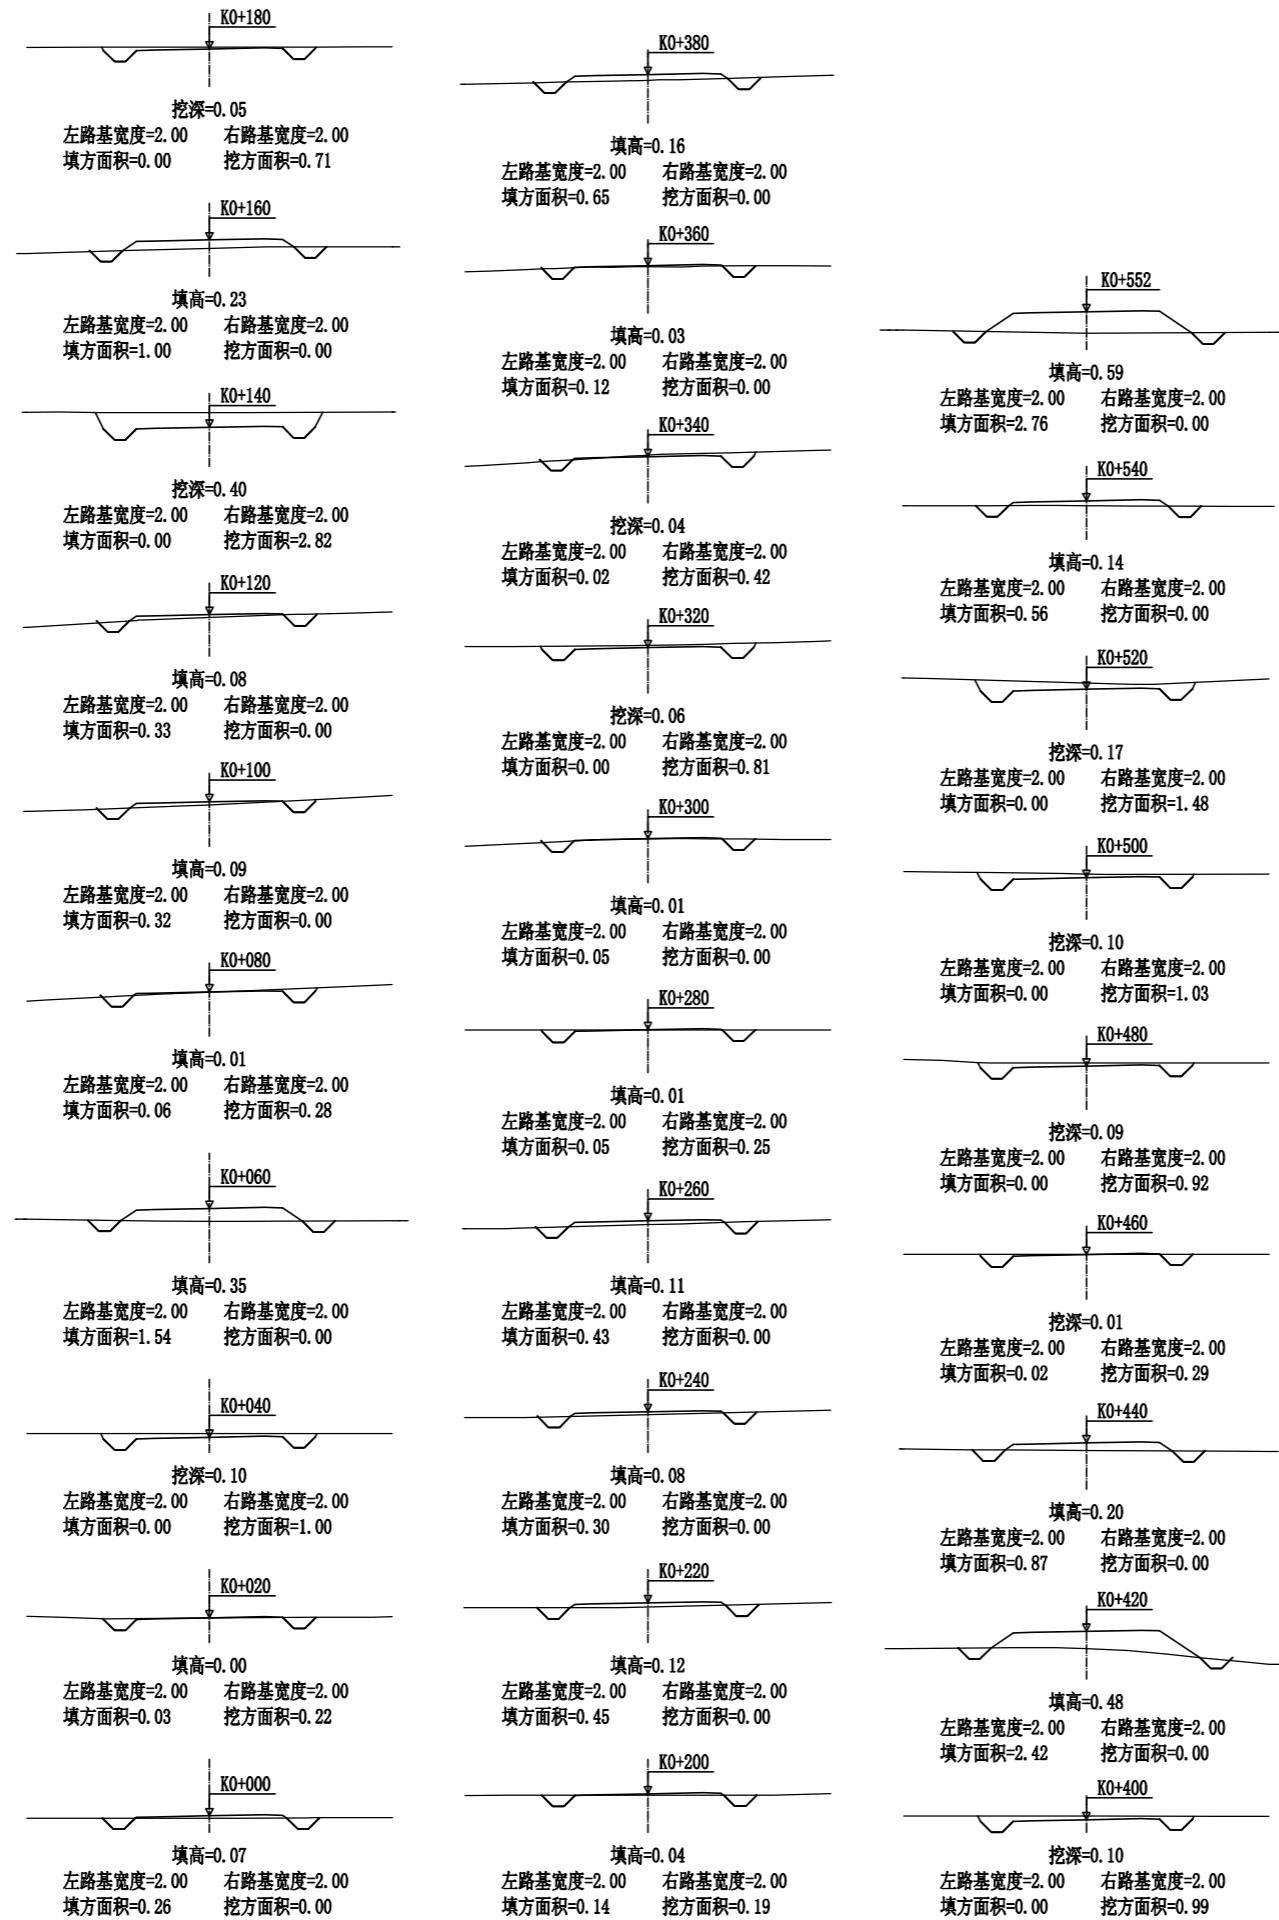 K0+180
挖深=0.05
左路基宽度=2.00 右路基宽度=2.00
填方面积=0.00 挖方面积=0.71
K0+160
填高=0.23
左路基宽度=2.00 右路基宽度=2.00
填方面积=1.00 挖方面积=0.00
K0+140
挖深=0.40
左路基宽度=2.00 右路基宽度=2.00
填方面积=0.00 挖方面积=2.82
K0+120
填高=0.08
左路基宽度=2.00 右路基宽度=2.00
填方面积=0.33 挖方面积=0.00
K0+100
填高=0.09
左路基宽度=2.00 右路基宽度=2.00
填方面积=0.32 挖方面积=0.00
K0+080
填高=0.01
左路基宽度=2.00 右路基宽度=2.00
填方面积=0.06 挖方面积=0.28
K0+060
填高=0.35
左路基宽度=2.00 右路基宽度=2.00
填方面积=1.54 挖方面积=0.00
K0+040
挖深=0.10
左路基宽度=2.00 右路基宽度=2.00
填方面积=0.00 挖方面积=1.00
K0+020
填高=0.00
左路基宽度=2.00 右路基宽度=2.00
填方面积=0.03 挖方面积=0.22
K0+000
填高=0.07
左路基宽度=2.00 右路基宽度=2.00
填方面积=0.26 挖方面积=0.00
K0+380
填高=0.16
左路基宽度=2.00 右路基宽度=2.00
填方面积=0.65 挖方面积=0.00
K0+360
填高=0.03
左路基宽度=2.00 右路基宽度=2.00
填方面积=0.12 挖方面积=0.00
K0+340
挖深=0.04
左路基宽度=2.00 右路基宽度=2.00
填方面积=0.02 挖方面积=0.42
K0+320
挖深=0.06
左路基宽度=2.00 右路基宽度=2.00
填方面积=0.00 挖方面积=0.81
K0+300
填高=0.01
左路基宽度=2.00 右路基宽度=2.00
填方面积=0.05 挖方面积=0.00
K0+280
填高=0.01
左路基宽度=2.00 右路基宽度=2.00
填方面积=0.05 挖方面积=0.25
K0+260
填高=0.11
左路基宽度=2.00 右路基宽度=2.00
填方面积=0.43 挖方面积=0.00
K0+240
填高=0.08
左路基宽度=2.00 右路基宽度=2.00
填方面积=0.30 挖方面积=0.00
K0+220
填高=0.12
左路基宽度=2.00 右路基宽度=2.00
填方面积=0.45 挖方面积=0.00
K0+200
填高=0.04
左路基宽度=2.00 右路基宽度=2.00
填方面积=0.14 挖方面积=0.19
K0+552
填高=0.59
左路基宽度=2.00 右路基宽度=2.00
填方面积=2.76 挖方面积=0.00
K0+540
填高=0.14
左路基宽度=2.00 右路基宽度=2.00
填方面积=0.56 挖方面积=0.00
K0+520
挖深=0.17
左路基宽度=2.00 右路基宽度=2.00
填方面积=0.00 挖方面积=1.48
K0+500
挖深=0.10
左路基宽度=2.00 右路基宽度=2.00
填方面积=0.00 挖方面积=1.03
K0+480
挖深=0.09
左路基宽度=2.00 右路基宽度=2.00
填方面积=0.00 挖方面积=0.92
K0+460
挖深=0.01
左路基宽度=2.00 右路基宽度=2.00
填方面积=0.02 挖方面积=0.29
K0+440
填高=0.20
左路基宽度=2.00 右路基宽度=2.00
填方面积=0.87 挖方面积=0.00
K0+420
填高=0.48
左路基宽度=2.00 右路基宽度=2.00
填方面积=2.42 挖方面积=0.00
K0+400
挖深=0.10
左路基宽度=2.00 右路基宽度=2.00
填方面积=0.00 挖方面积=0.99